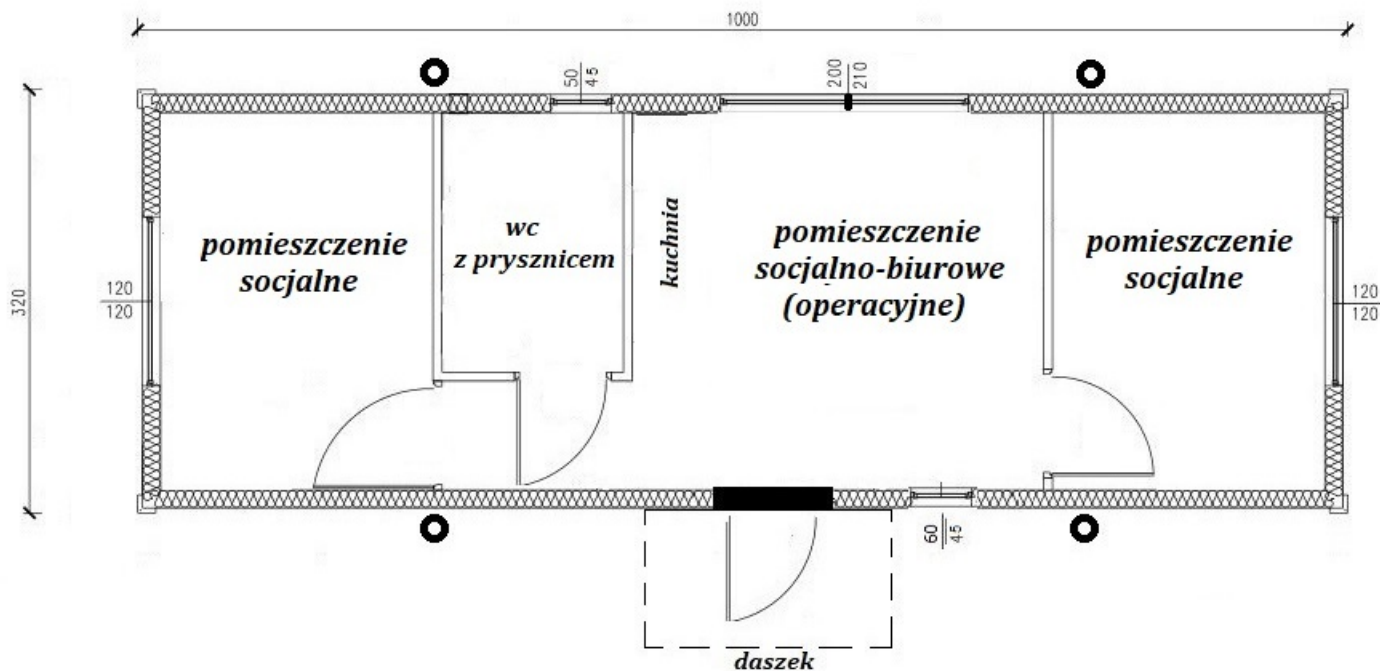 1000
50
45
200
210
320
pomieszczenie
socjalne
wc
z prysznicem
kuchnia
pomieszczenie
socjalno-biurowe
(operacyjne)
pomieszczenie
socjalne
120
120
120
120
60
45
daszek